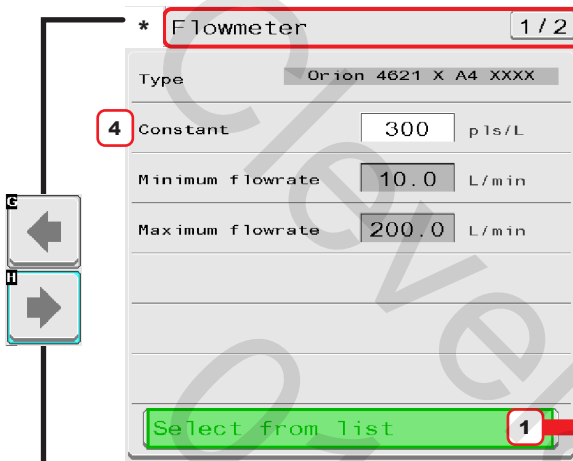 * Flowmeter 1/2
Type Orion 4621 X A4 XXXX
4 Constant 300 pls/L
Minimum flowrate 10.0 L/min
G
Maximum flowrate 200.0 L/min
H
Select from list 1